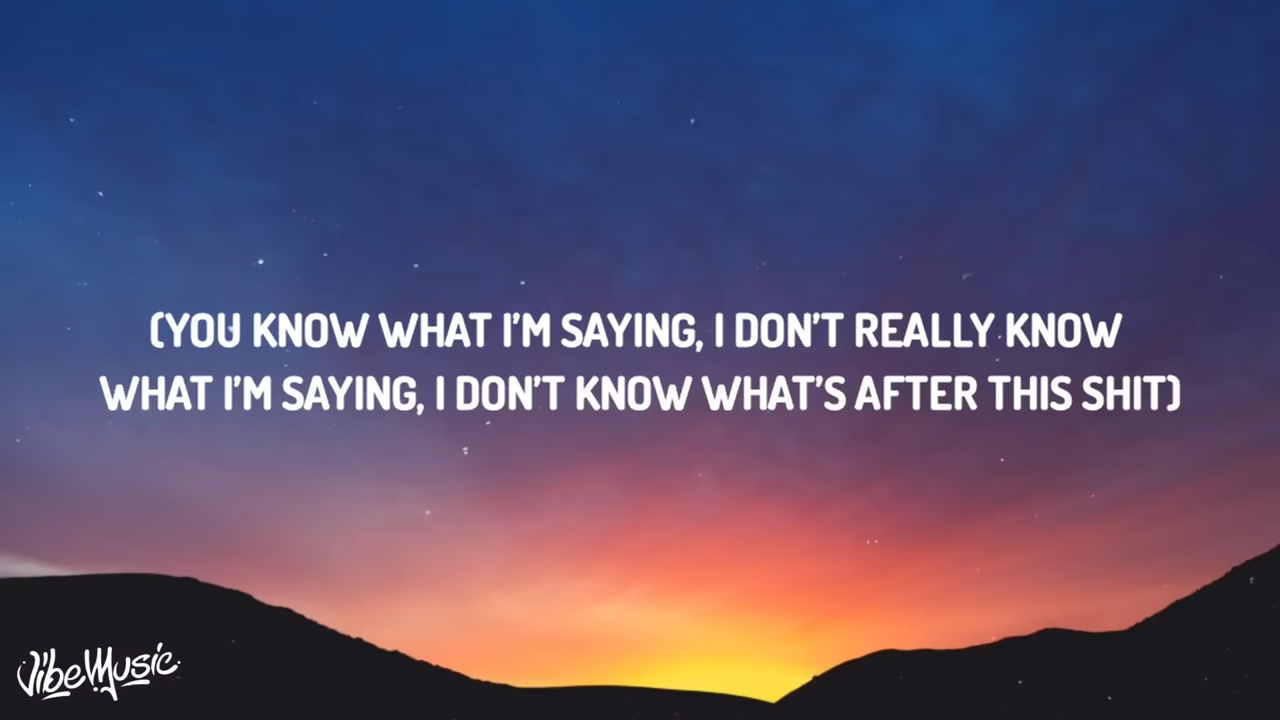 (YOU KNOW WHAT I'M SAYING, I DON'T REALLY KNOW
WHAT I'M SAYING, I DON'T KNOW WHAT'S AFTER THIS SHIT)
VibeMusic